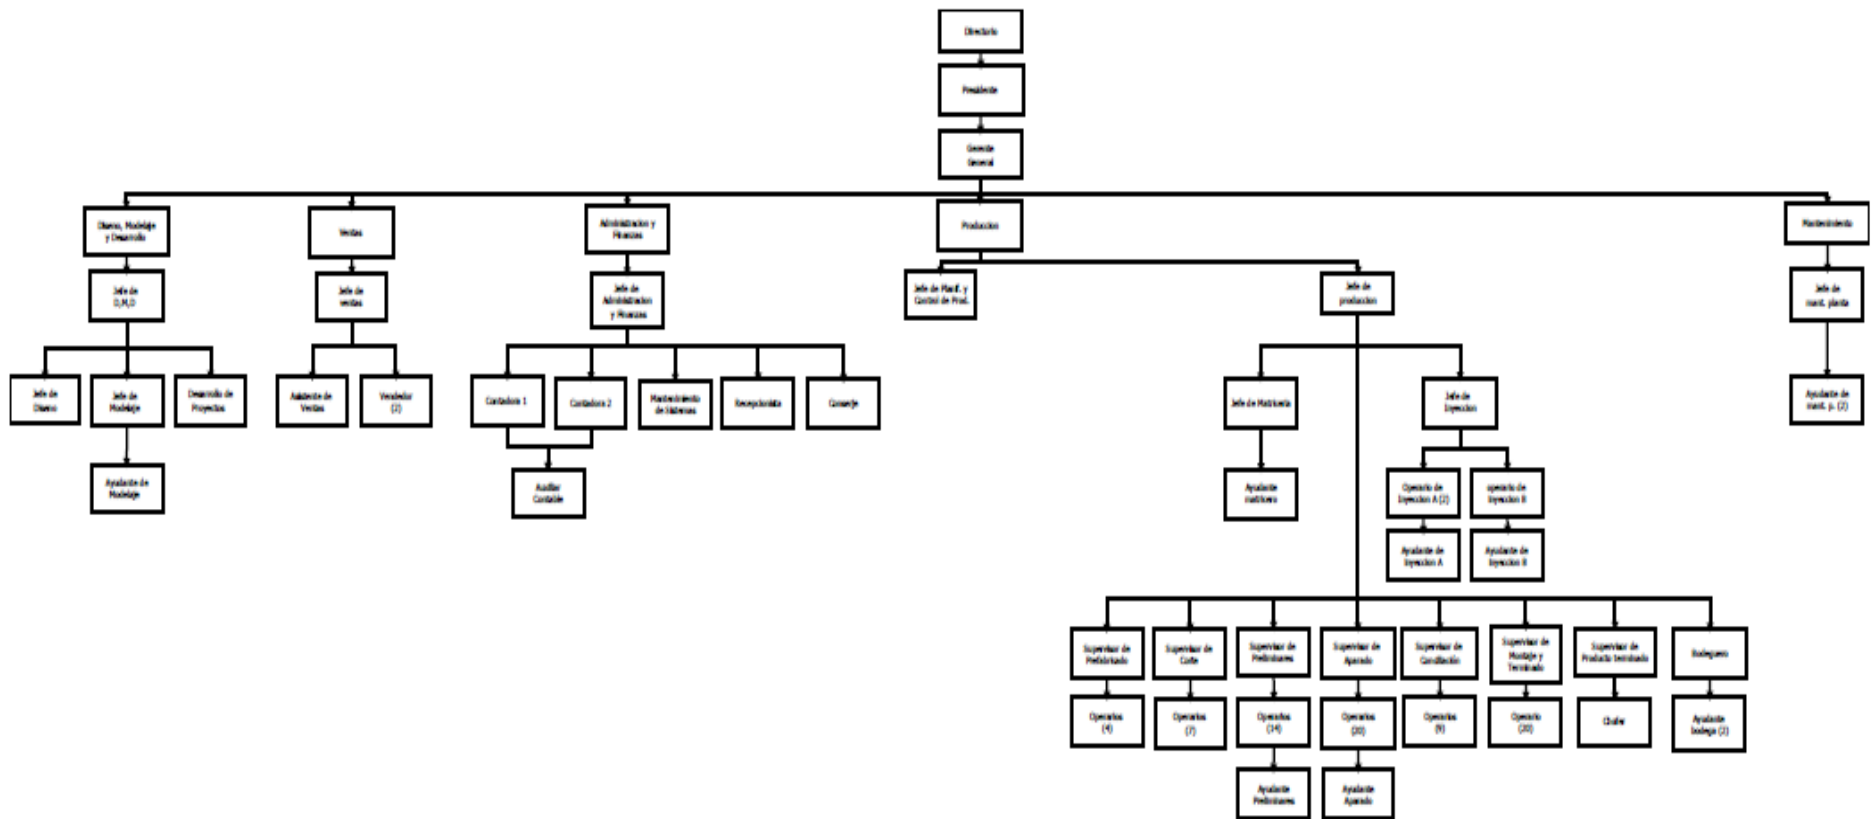 Directorio
Presidente
Gerente
General
Diseno, Modelaje
y Desarrollo
Ventas
Administracion y
Finanzas
Produccion
Mantenimiento
Jefe de
D,M,D
Jefe de
ventas
Jefe de
Administracion
y Finanzas
Jefe de Planif. y
Control de Prod.
Jefe de
produccion
Jefe de
mant. planta
Jefe de
Diseno
Jefe de
Modelaje
Desarrollo de
Proyectos
Asistente de
Ventas
Vendedor
(2)
Contadora 1
Contadora 2
Mantenimiento
de Sistemas
Recepcionista
Conserje
Jefe de Matriceria
Jefe de
Inyeccion
Ayudante de
mant. p. (2)
Ayudante de
Modelaje
Auxiliar
Contable
Ayudante
matricero
Operario de
Inyeccion A (2)
operario de
Inyeccion B
Ayudante de
Inyeccion A
Ayudante de
Inyeccion B
Supervisor de
Prefabricado
Supervisor de
Corte
Supervisor de
Preliminares
Supervisor de
Aparado
Supervisor de
Supervisor de
Montaje y
Terminado
Supervisor de
Producto terminado
Bodeguero
Operarios
(4)
Operarios
(7)
Operarios
(14)
Operarios
(20)
Operarios
(9)
Operario
(20)
Chofer
Ayudante
bodega (2)
Ayudante
Preliminares
Ayudante
Aparado